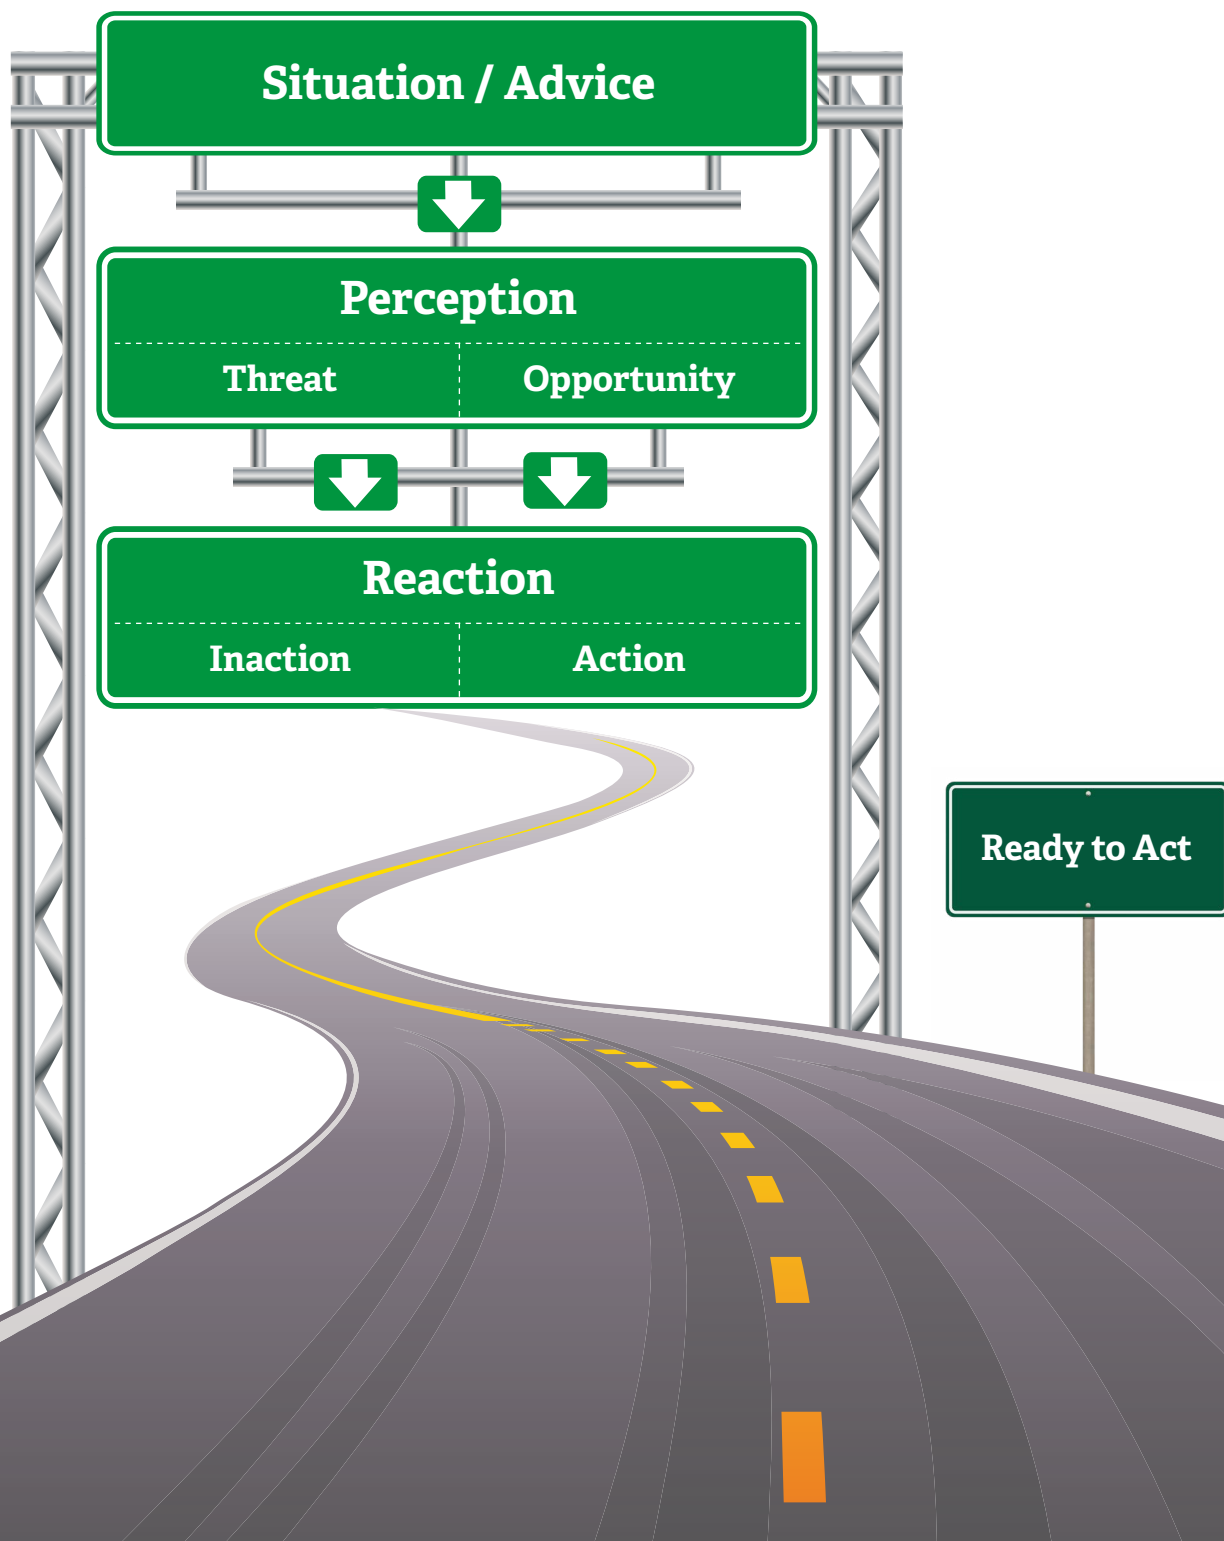 Situation / Advice
Perception
Threat
Opportunity
Reaction
Inaction
Action
Ready to Act